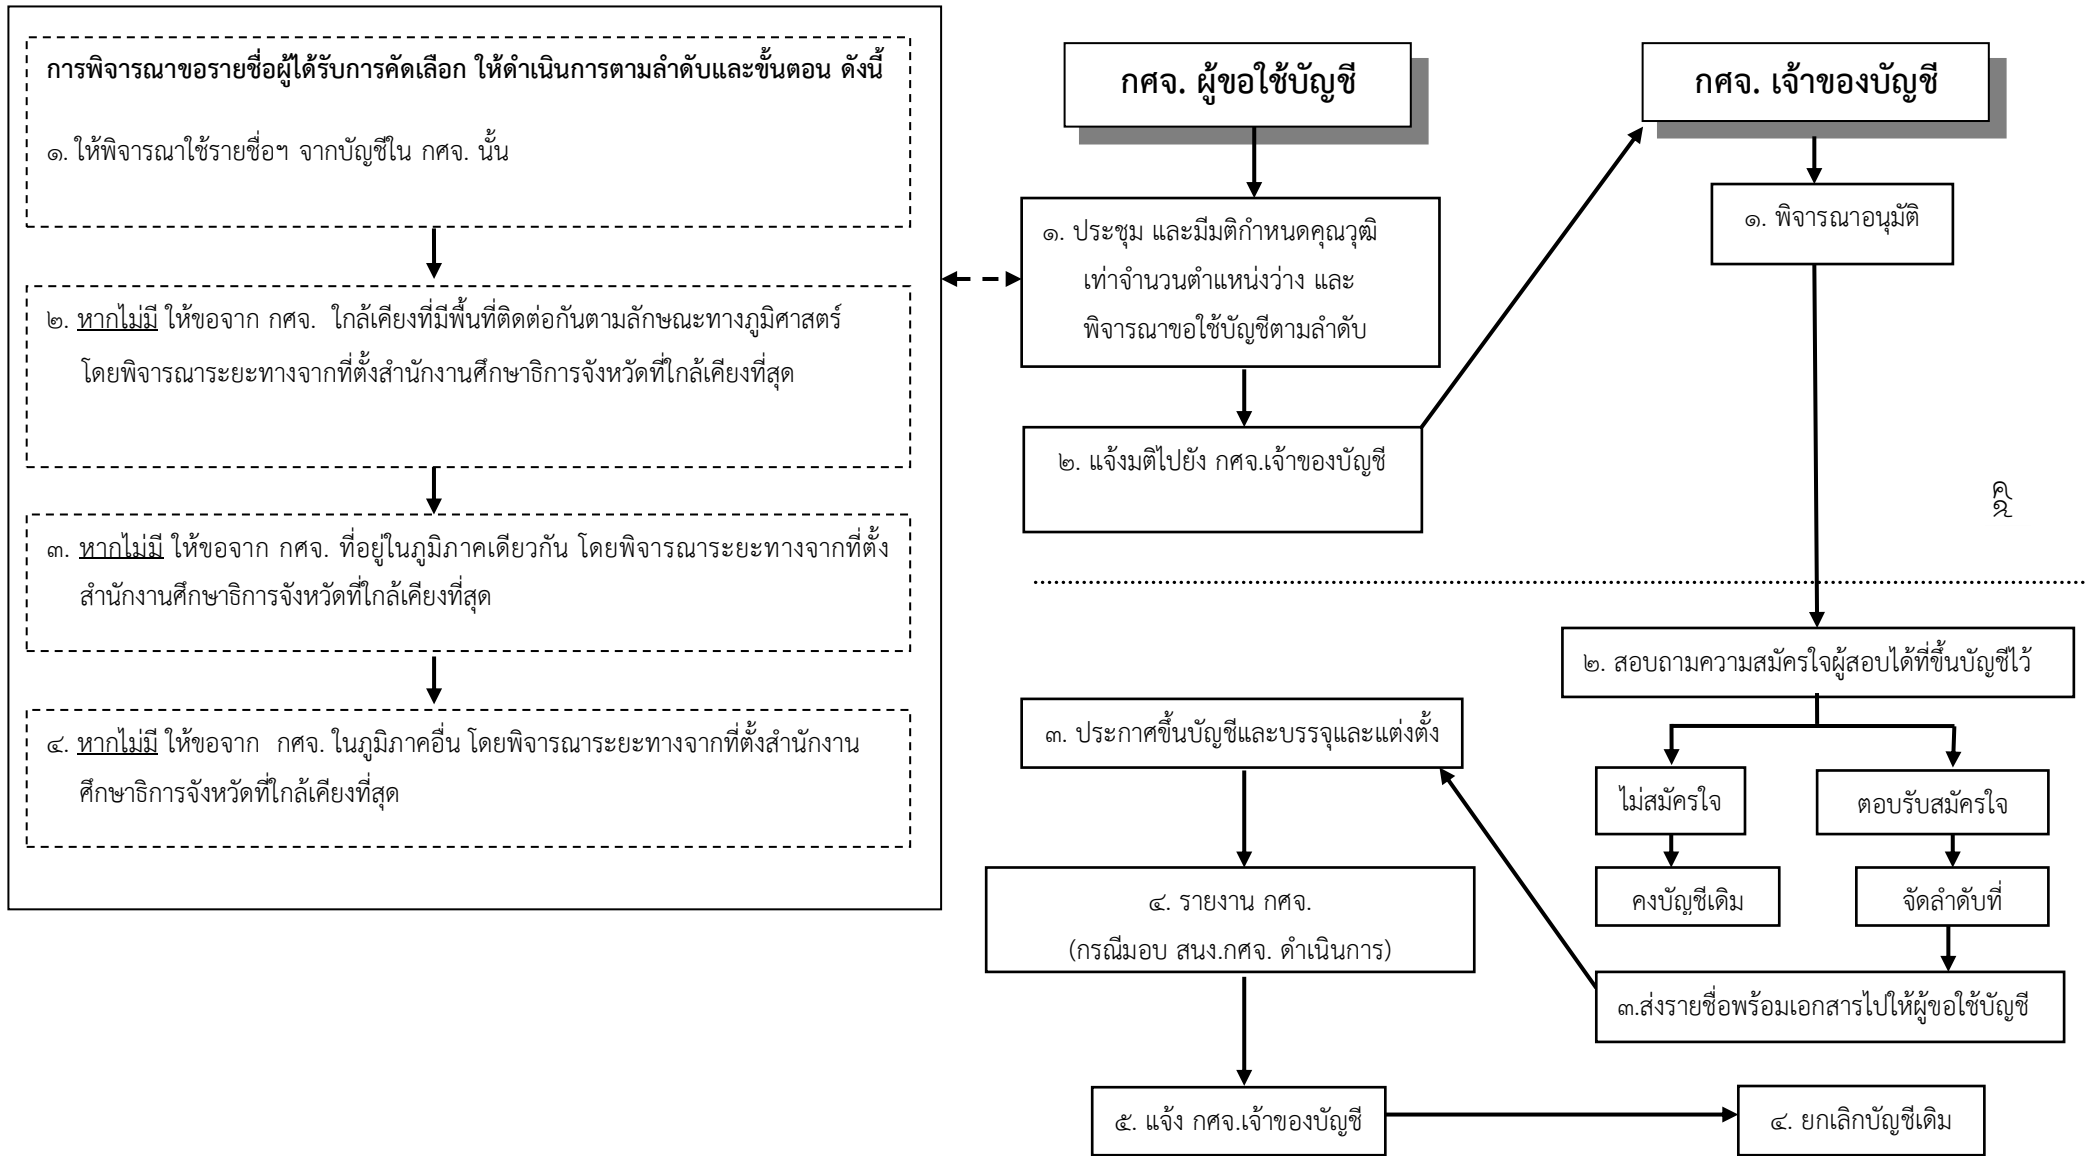 การพิจารณาขอรายชื่อผู้ได้รับการคัดเลือก ให้ดำเนินการตามลำดับและขั้นตอน ดังนี้
๑. ให้พิจารณาใช้รายชื่อฯ จากบัญชีใน กศจ. นั้น
๒. หากไม่มี ให้ขอจาก กศจ. ใกล้เคียงที่มีพื้นที่ติดต่อกันตามลักษณะทางภูมิศาสตร์
โดยพิจารณาระยะทางจากที่ตั้งสำนักงานศึกษาธิการจังหวัดที่ใกล้เคียงที่สุด
๓. หากไม่มี ให้ขอจาก กศจ. ที่อยู่ในภูมิภาคเดียวกัน โดยพิจารณาระยะทางจากที่ตั้ง
สำนักงานศึกษาธิการจังหวัดที่ใกล้เคียงที่สุด
๔. หากไม่มี ให้ขอจาก กศจ. ในภูมิภาคอื่น โดยพิจารณาระยะทางจากที่ตั้งสำนักงาน
ศึกษาธิการจังหวัดที่ใกล้เคียงที่สุด
กศจ. ผู้ขอใช้บัญชี
๑. ประชุม และมีมติกำหนดคุณวุฒิ
เท่าจำนวนตำแหน่งว่าง และ
พิจารณาขอใช้บัญชีตามลำดับ
๒. แจ้งมติไปยัง กศจ.เจ้าของบัญชี
กศจ. เจ้าของบัญชี
๑. พิจารณาอนุมัติ
๒. สอบถามความสมัครใจผู้สอบได้ที่ขึ้นบัญชีไว้
ไม่สมัครใจ
ตอบรับสมัครใจ
คงบัญชีเดิม
จัดลำดับที่
๓.ส่งรายชื่อพร้อมเอกสารไปให้ผู้ขอใช้บัญชี
๓. ประกาศขึ้นบัญชีและบรรจุและแต่งตั้ง
๔. รายงาน กศจ.
(กรณีมอบ สนง.กศจ. ดำเนินการ)
๕. แจ้ง กศจ.เจ้าของบัญชี
๔. ยกเลิกบัญชีเดิม